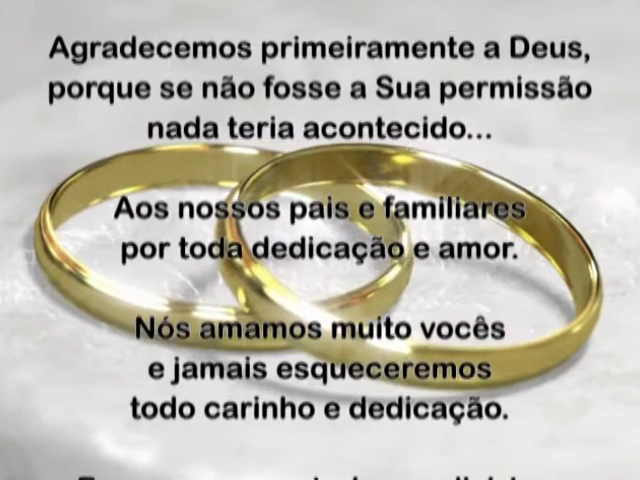 Agradecemos primeiramente a Deus,
porque se não fosse a Sua permissão
nada teria acontecido...
Aos nossos pais e familiares
por toda dedicação e amor.
Nós amamos muito vocês
e jamais esqueceremos
todo carinho e dedicação.